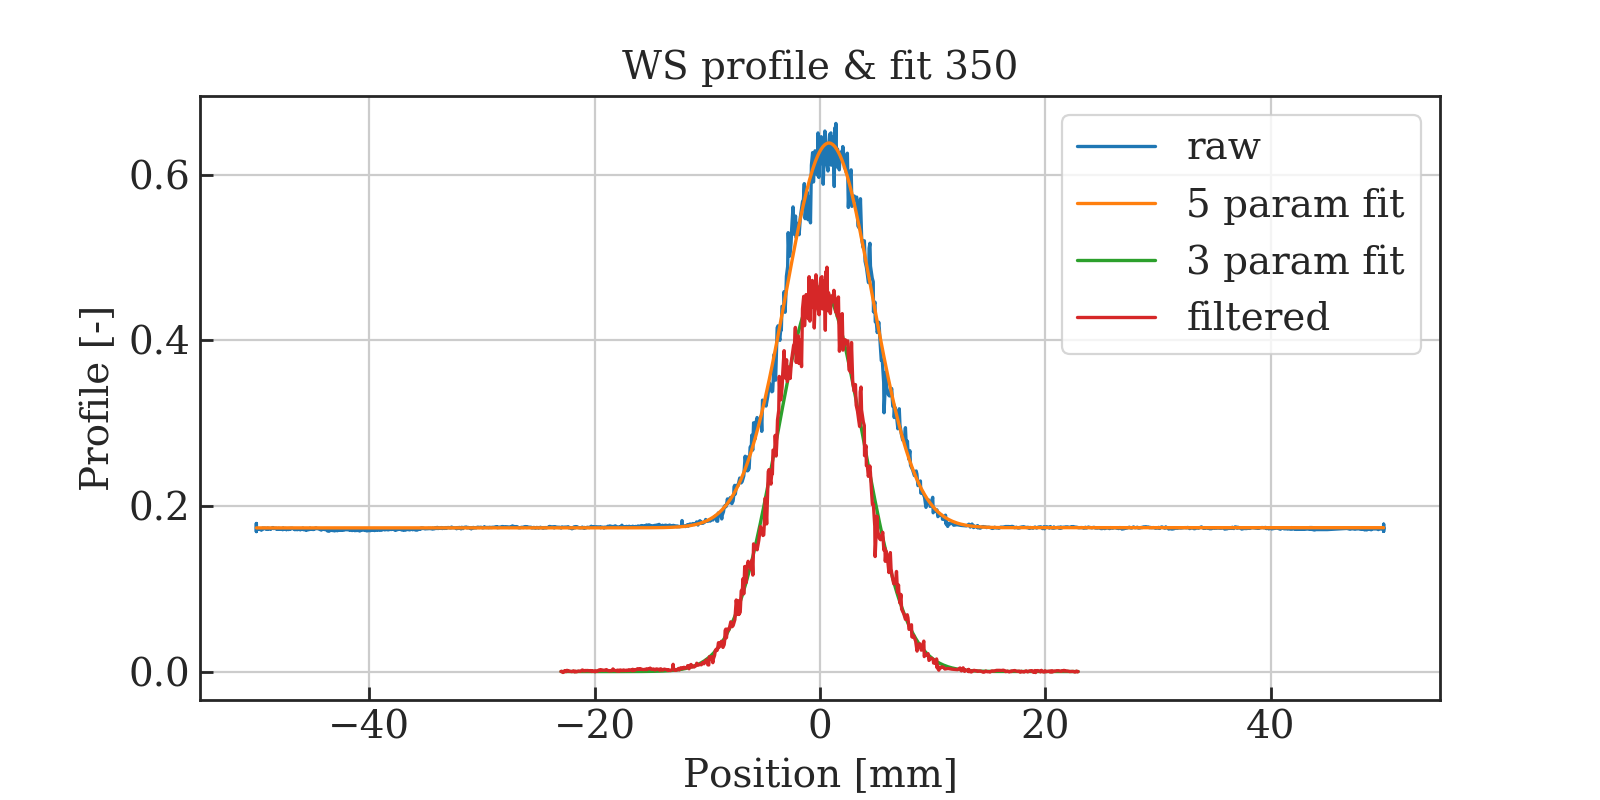 WS profile & fit 350
raw
5 param fit
3 param fit
filtered
Profile [-]
0.6
0.4
0.2
0.0
−40
−20
0
20
40
Position [mm]